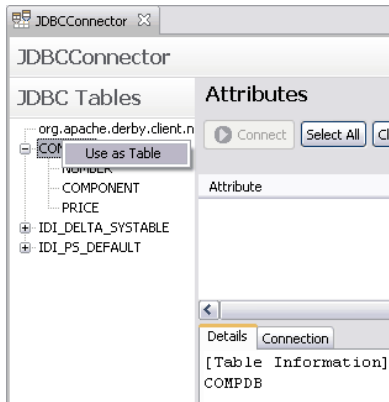 JDBCConnector
JDBCConnector
JDBC Tables
Attributes
org.apache.derby.client.n
Connect
Select All
Cl
Use as Table
NUMBER
COMPONENT
PRICE
IDI_DELTA_SYSTABLE
IDI_PS_DEFAULT
Attribute
Details
Connection
[Table Information]
COMPDB